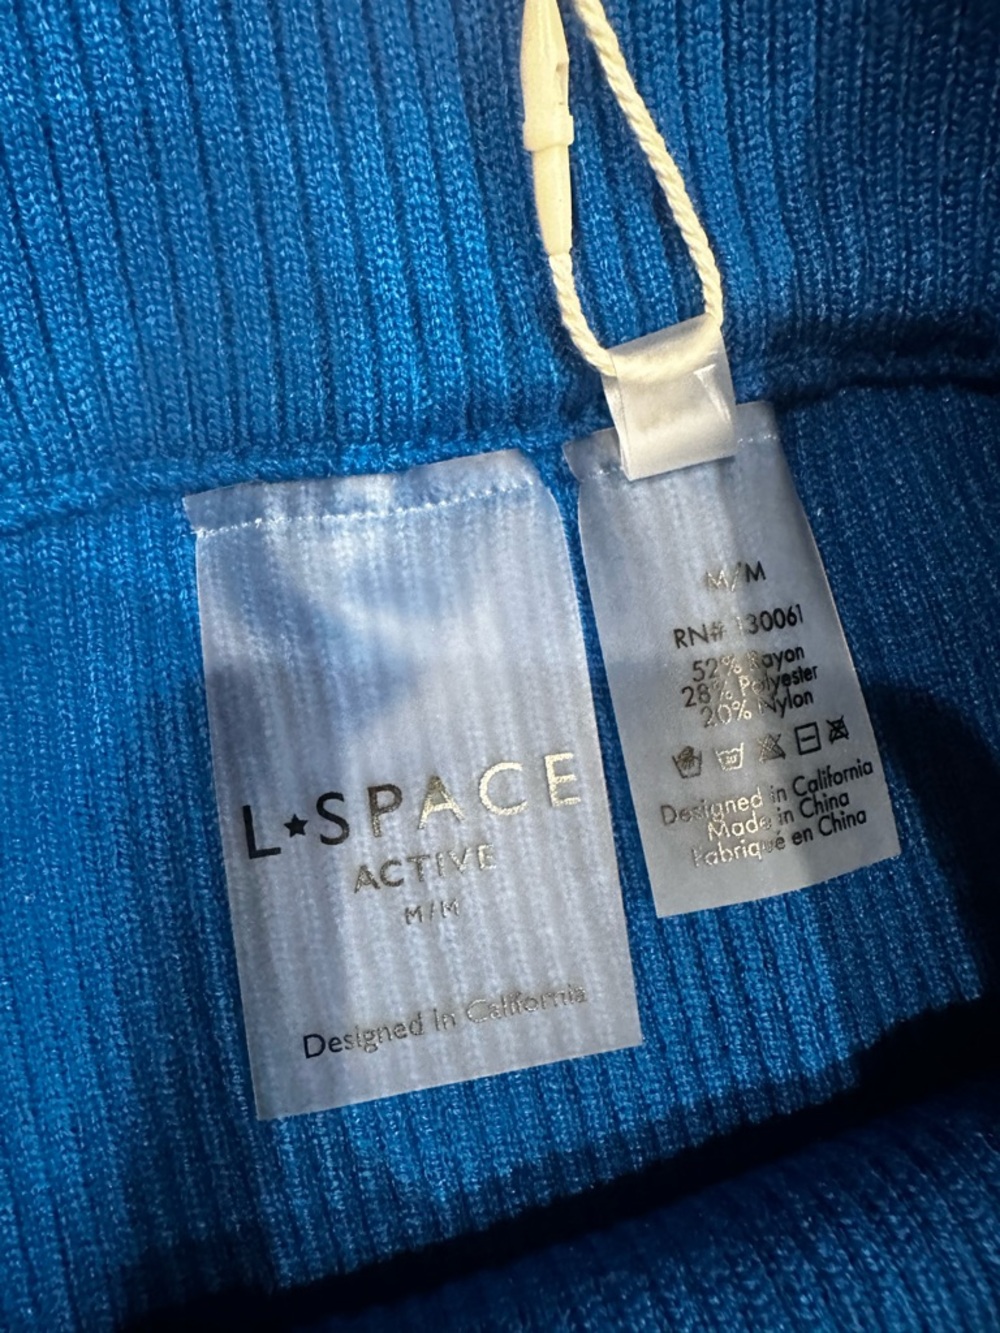 L★SPACE
ACTIVE
M/M
Designed in California
M/M
RN# 130061
52% Rayon
28% Polyester
20% Nylon
Designed in California
Made in China
Fabriqué en China